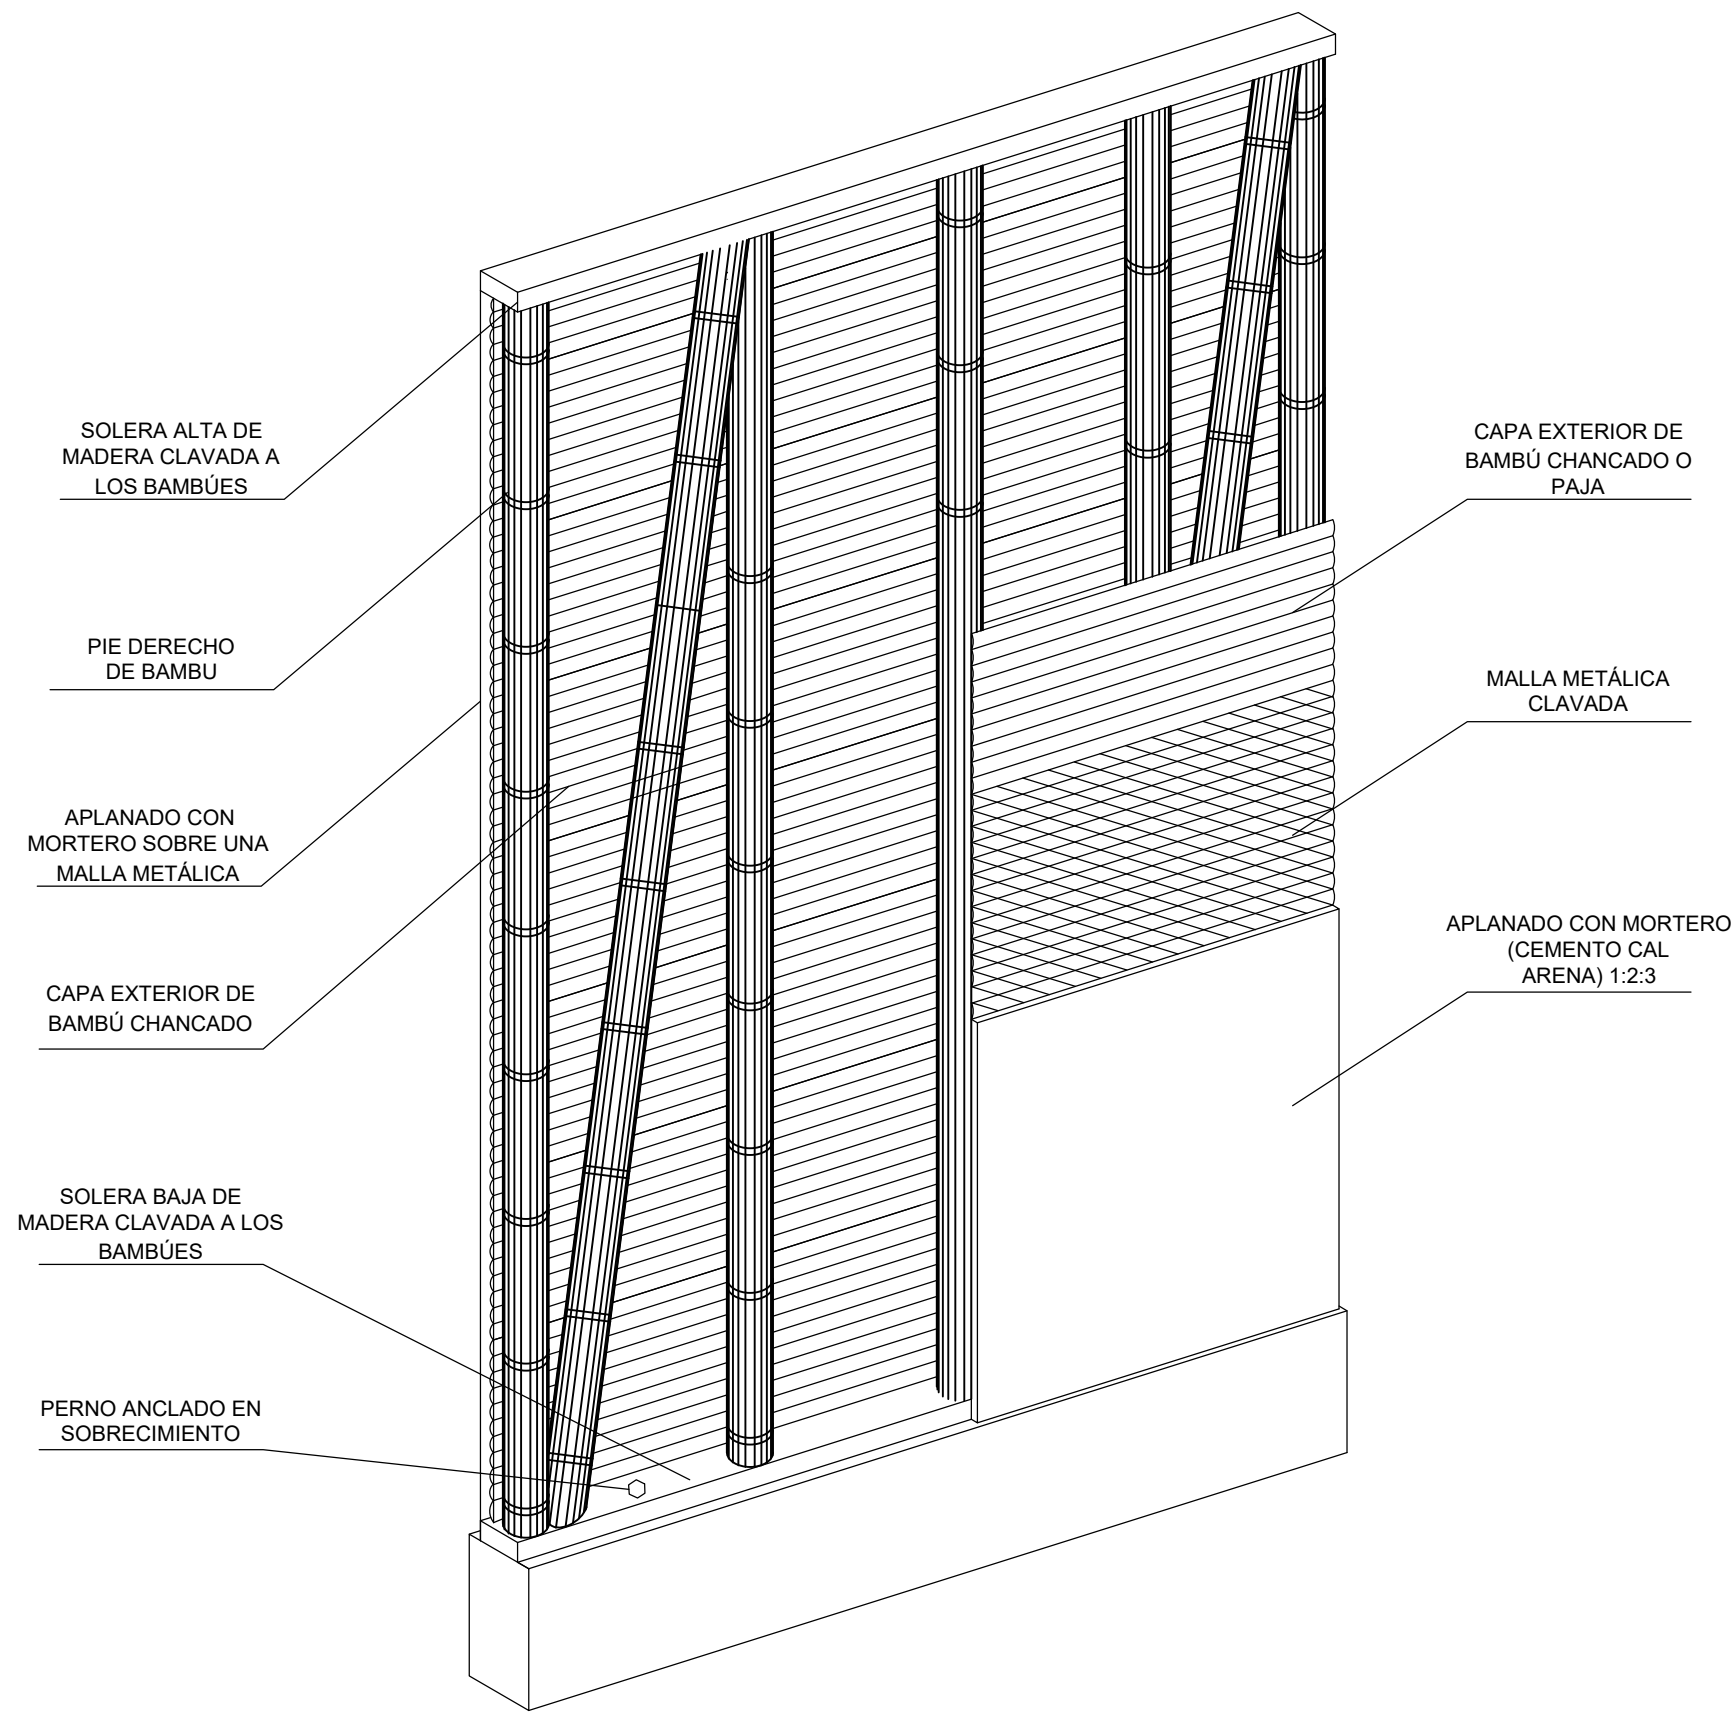 SOLERA ALTA DE
MADERA CLAVADA A
LOS BAMBÚES
PIE DERECHO
DE BAMBU
APLANADO CON
MORTERO SOBRE UNA
MALLA METÁLICA
CAPA EXTERIOR DE
BAMBÚ CHANCADO
SOLERA BAJA DE
MADERA CLAVADA A LOS
BAMBÚES
PERNO ANCLADO EN
SOBRECIMIENTO
CAPA EXTERIOR DE
BAMBÚ CHANCADO O
PAJA
MALLA METÁLICA
CLAVADA
APLANADO CON MORTERO
(CEMENTO CAL
ARENA) 1:2:3